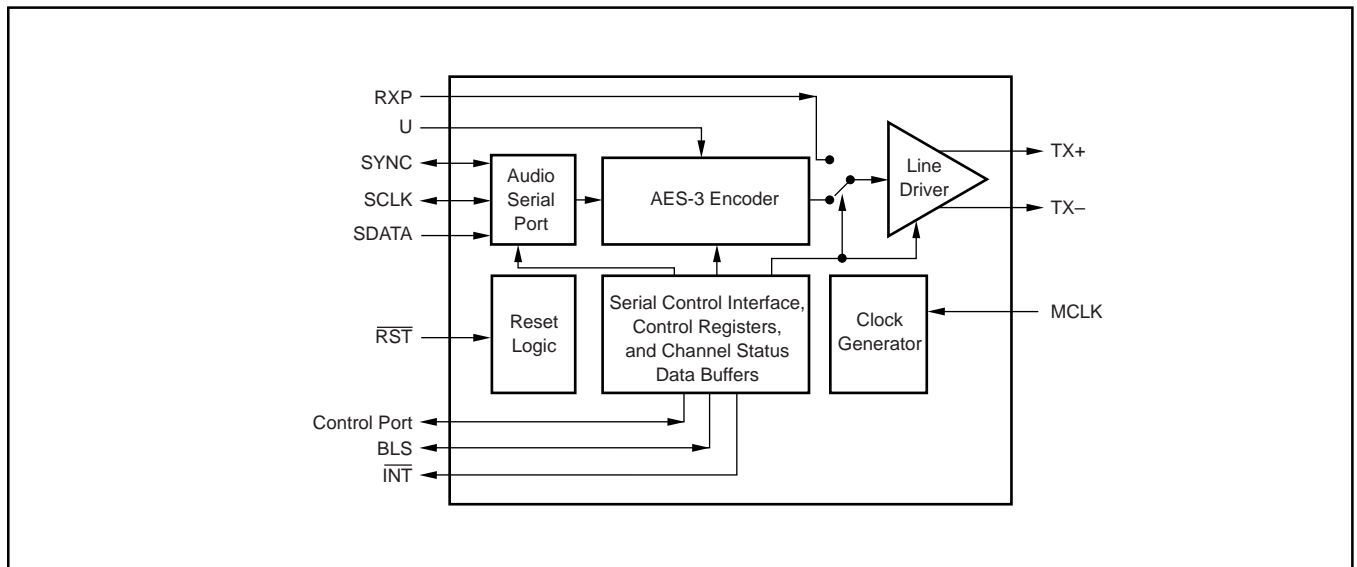 RXP
U
SYNC
SCLK
SDATA
Audio
Serial
Port
AES-3 Encoder
Line
Driver
TX+
TX–
RST
Reset
Logic
Serial Control Interface,
Control Registers,
and Channel Status
Data Buffers
Clock
Generator
MCLK
Control Port
BLS
INT